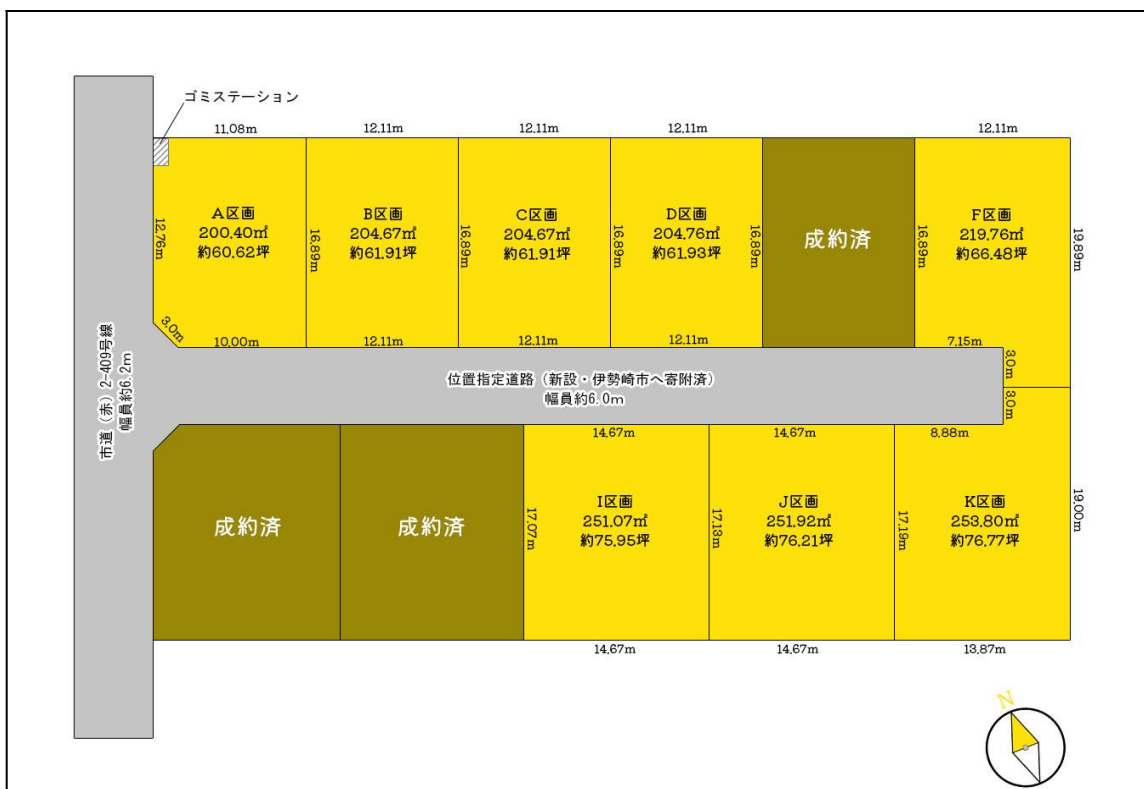 ゴミステーション
11.08m
12.11m
12.11m
12.11m
12.11m
A区画
200.40㎡
約60.62坪
B区画
204.67㎡
約61.91坪
C区画
204.67㎡
約61.91坪
D区画
204.76㎡
約61.93坪
成約済
F区画
219.76㎡
約66.48坪
12.76m
16.89m
16.89m
16.89m
16.89m
16.89m
19.89m
3.0m
10.00m
12.11m
12.11m
12.11m
7.15m
3.0m
3.0m
市道（赤）2-409号線
幅員約6.2m
位置指定道路（新設・伊勢崎市へ寄附済）
幅員約6.0m
14.67m
14.67m
8.88m
成約済
成約済
I区画
251.07㎡
約75.95坪
J区画
251.92㎡
約76.21坪
K区画
253.80㎡
約76.77坪
17.07m
17.13m
17.19m
19.00m
14.67m
14.67m
13.87m
N